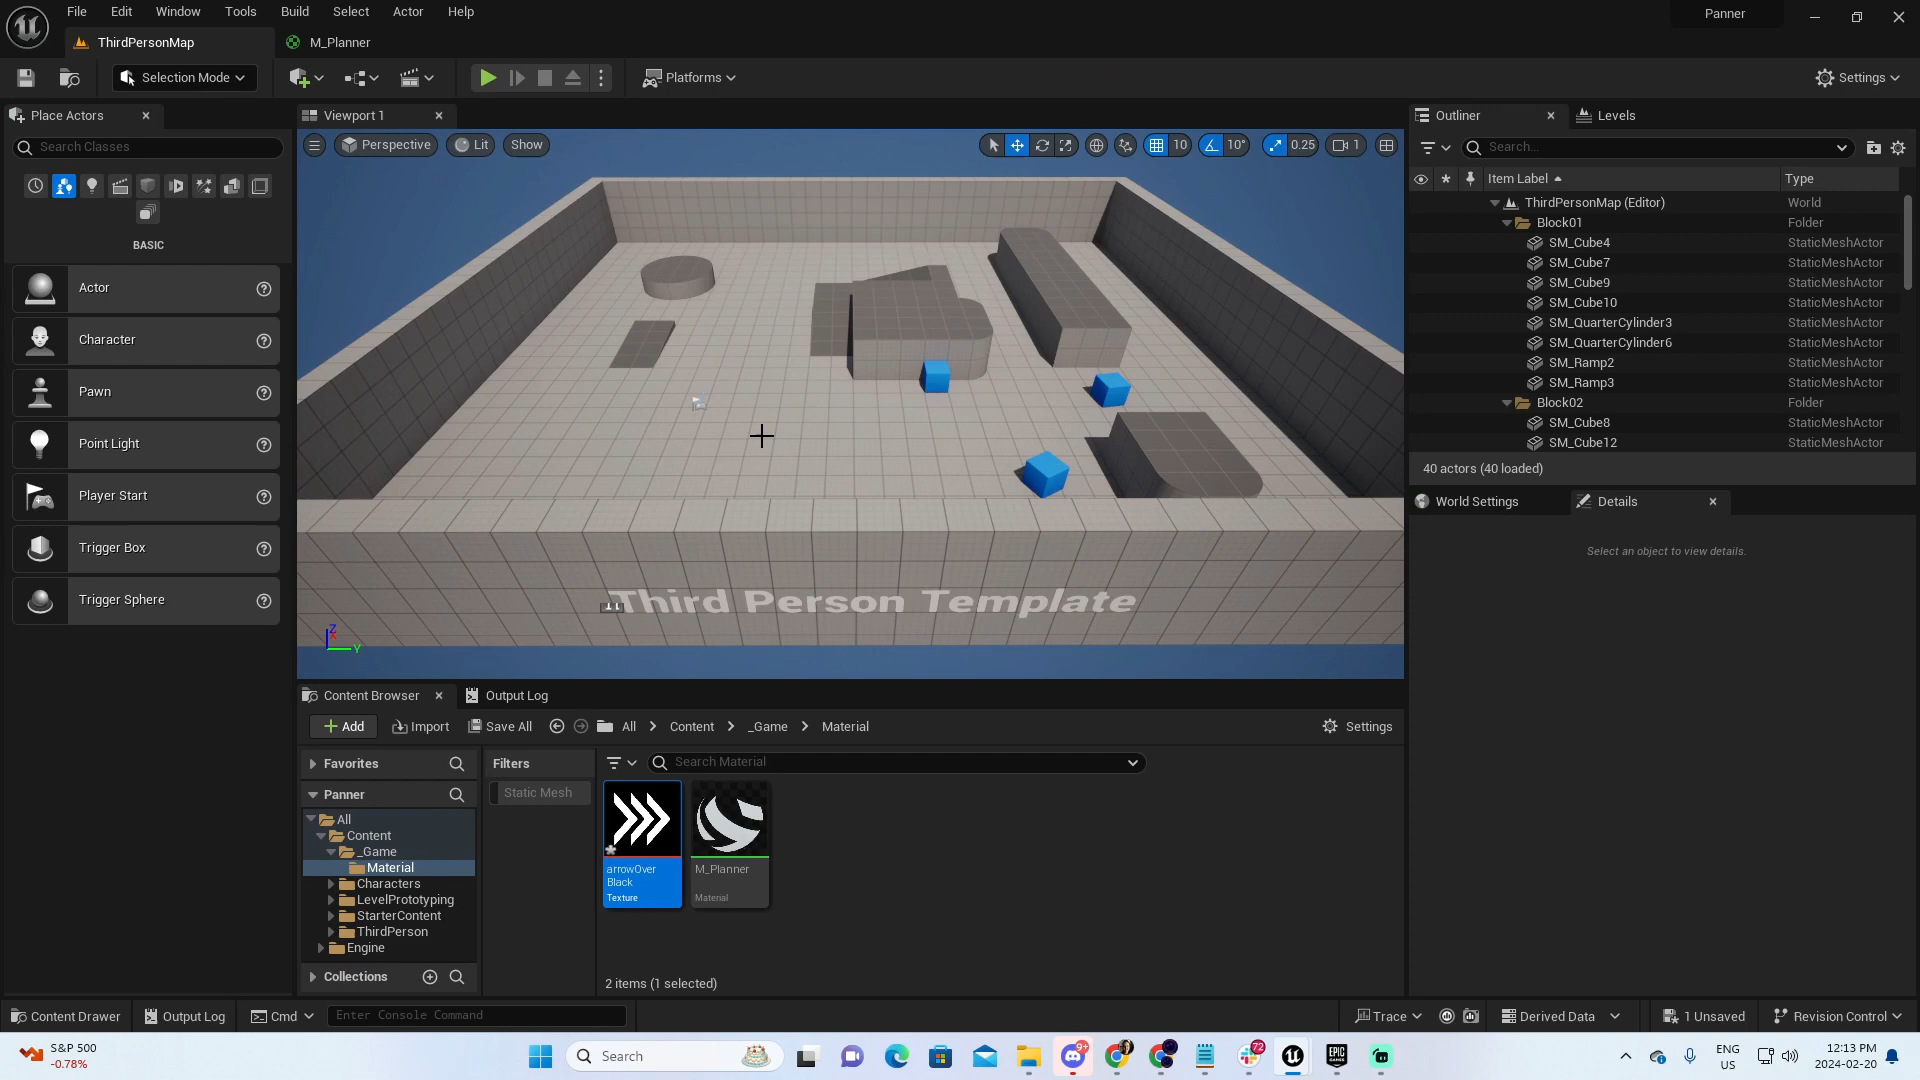 File Edit Window Tools Build Select Actor Help
Panner
ThirdPersonMap
M_Planner
Selection Mode
Platforms
Settings
Place Actors
Search Classes
BASIC
Actor
Character
Pawn
Point Light
Player Start
Trigger Box
Trigger Sphere
Viewport 1
Perspective Lit Show
10 10° 0.25 1
Third Person Template
Z
X
Y
Outliner
Levels
Search...
Item Label Type
ThirdPersonMap (Editor) World
Block01 Folder
SM_Cube4 StaticMeshActor
SM_Cube7 StaticMeshActor
SM_Cube9 StaticMeshActor
SM_Cube10 StaticMeshActor
SM_QuarterCylinder3 StaticMeshActor
SM_QuarterCylinder6 StaticMeshActor
SM_Ramp2 StaticMeshActor
SM_Ramp3 StaticMeshActor
Block02 Folder
SM_Cube8 StaticMeshActor
SM_Cube12 StaticMeshActor
40 actors (40 loaded)
World Settings
Details
Select an object to view details.
Content Browser
Output Log
Add Import Save All All Content _Game Material
Settings
Favorites
Panner
All
Content
_Game
Material
Characters
LevelPrototyping
StarterContent
ThirdPerson
Engine
Collections
Filters
Static Mesh
Search Material
arrowOver
Black
Texture
M_Planner
Material
2 items (1 selected)
Content Drawer Output Log Cmd Enter Console Command
Trace Derived Data 1 Unsaved Revision Control
S&P 500
-0.78%
Search
9+
72
EPIC
GAMES
ENG
US
12:13 PM
2024-02-20